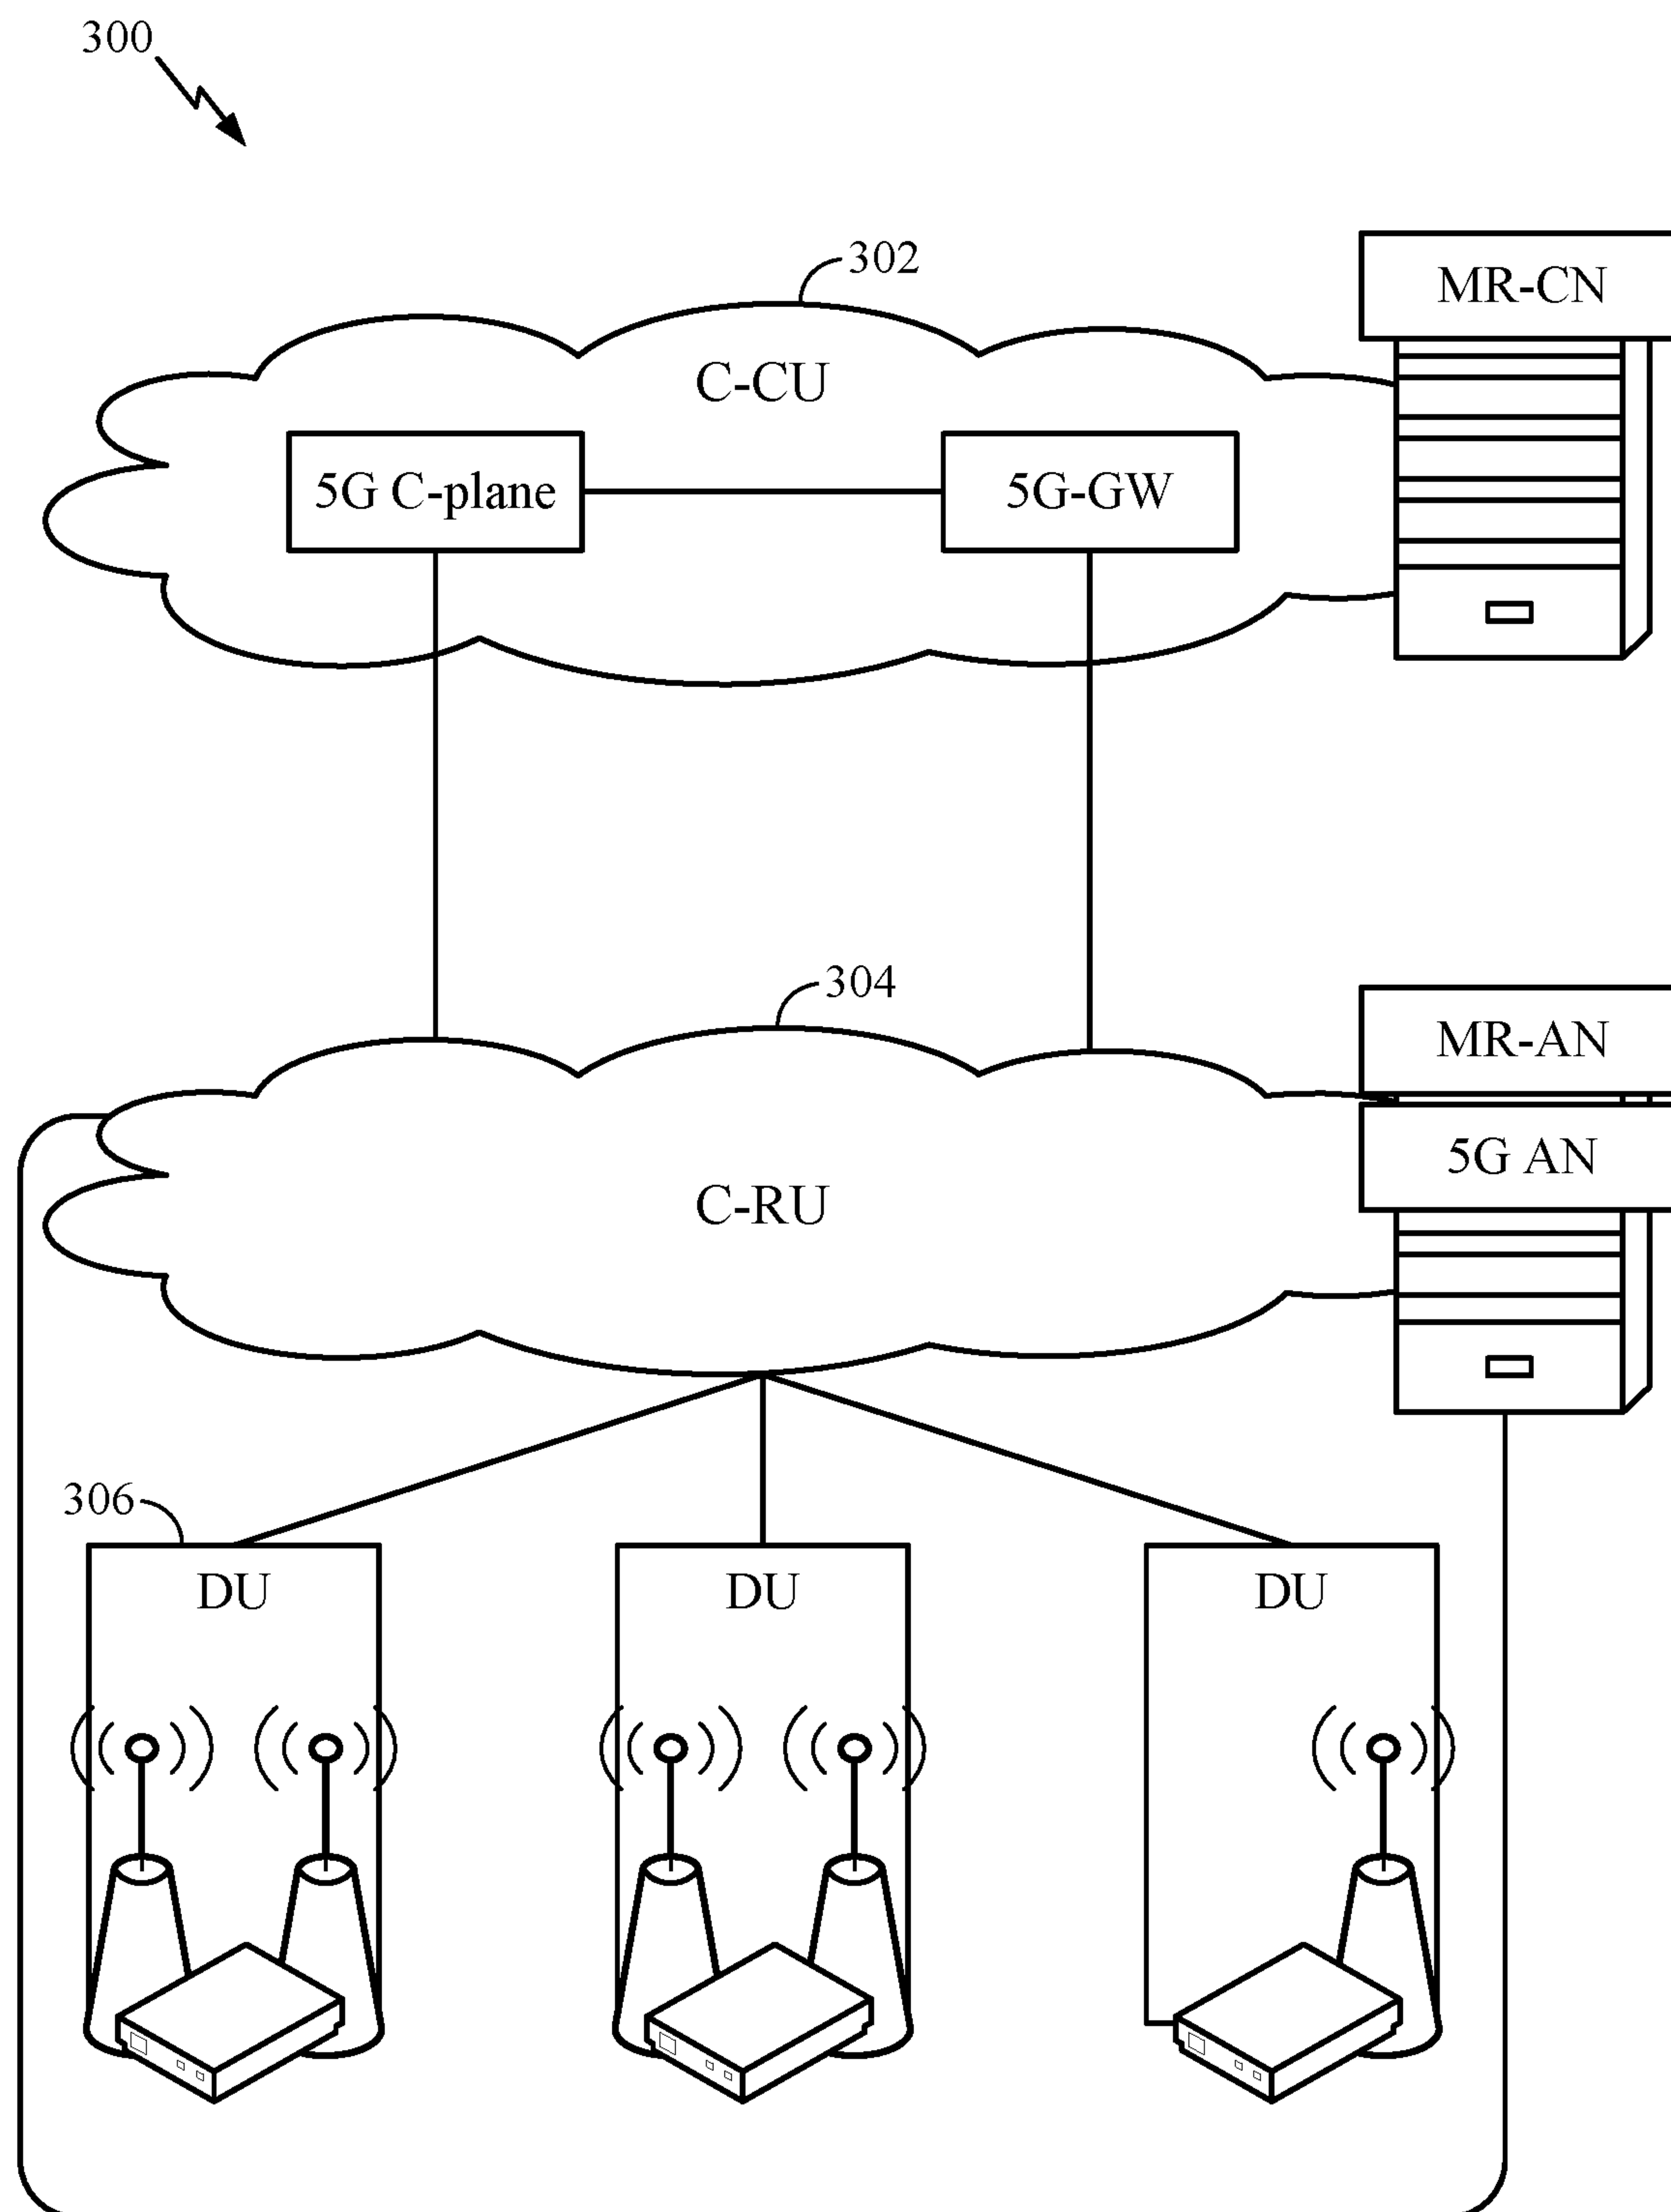 300
302
MR-CN
C-CU
5G C-plane
5G-GW
304
MR-AN
5G AN
C-RU
306
DU
DU
DU